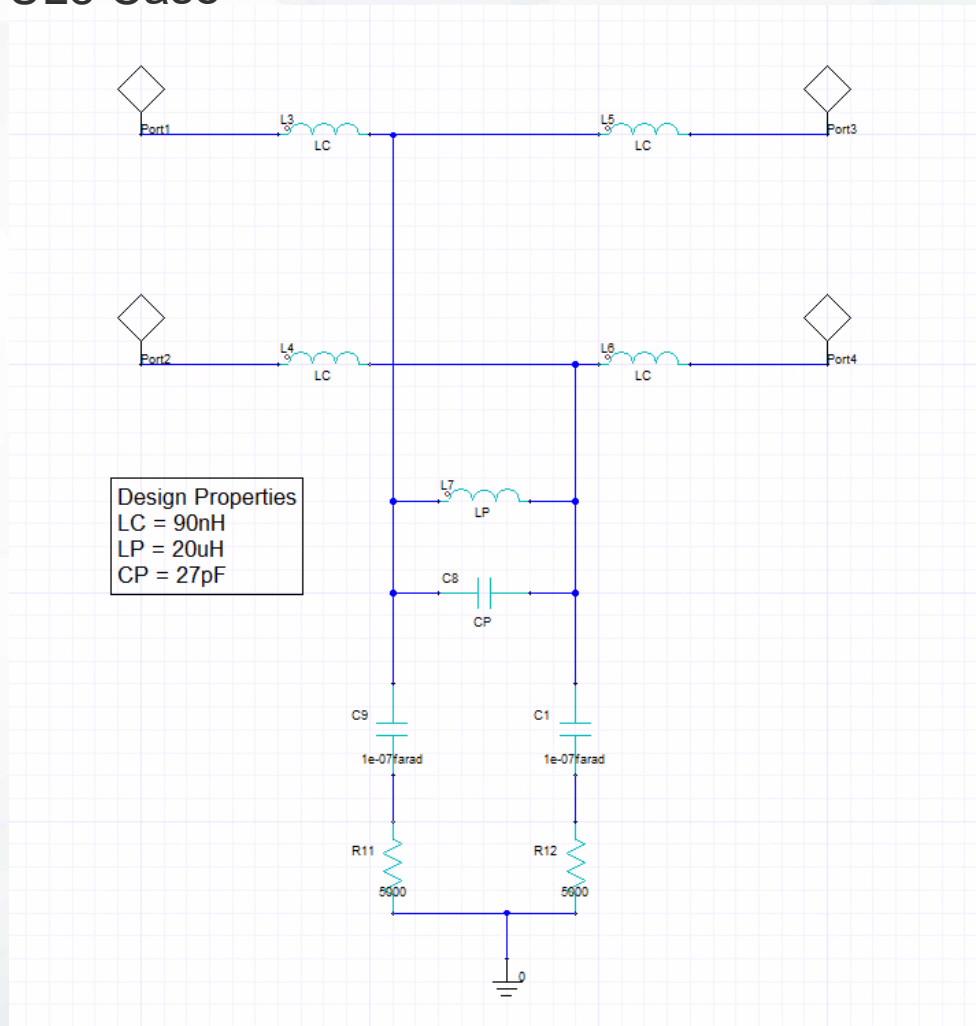 Port1
L3
LC
L5
LC
Port3
Port2
L4
LC
L6
LC
Port4
L7
LP
Design Properties
LC = 90nH
LP = 20uH
CP = 27pF
C8
CP
C9
1e-07farad
C1
1e-07farad
R11
5000
R12
5000
0